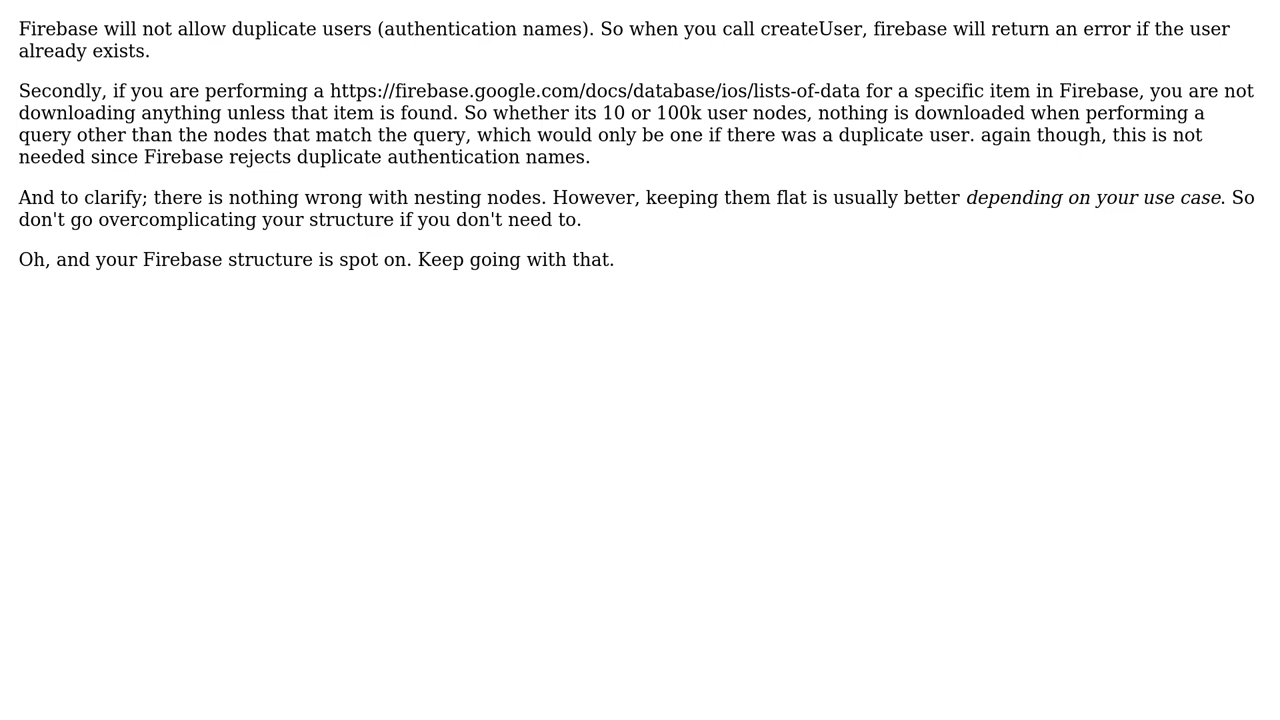 Firebase will not allow duplicate users (authentication names). So when you call createUser, firebase will return an error if the user
already exists.
Secondly, if you are performing a https://firebase.google.com/docs/database/ios/lists-of-data for a specific item in Firebase, you are not
downloading anything unless that item is found. So whether its 10 or 100k user nodes, nothing is downloaded when performing a
query other than the nodes that match the query, which would only be one if there was a duplicate user. again though, this is not
needed since Firebase rejects duplicate authentication names.
And to clarify; there is nothing wrong with nesting nodes. However, keeping them flat is usually better depending on your use case. So
don't go overcomplicating your structure if you don't need to.
Oh, and your Firebase structure is spot on. Keep going with that.